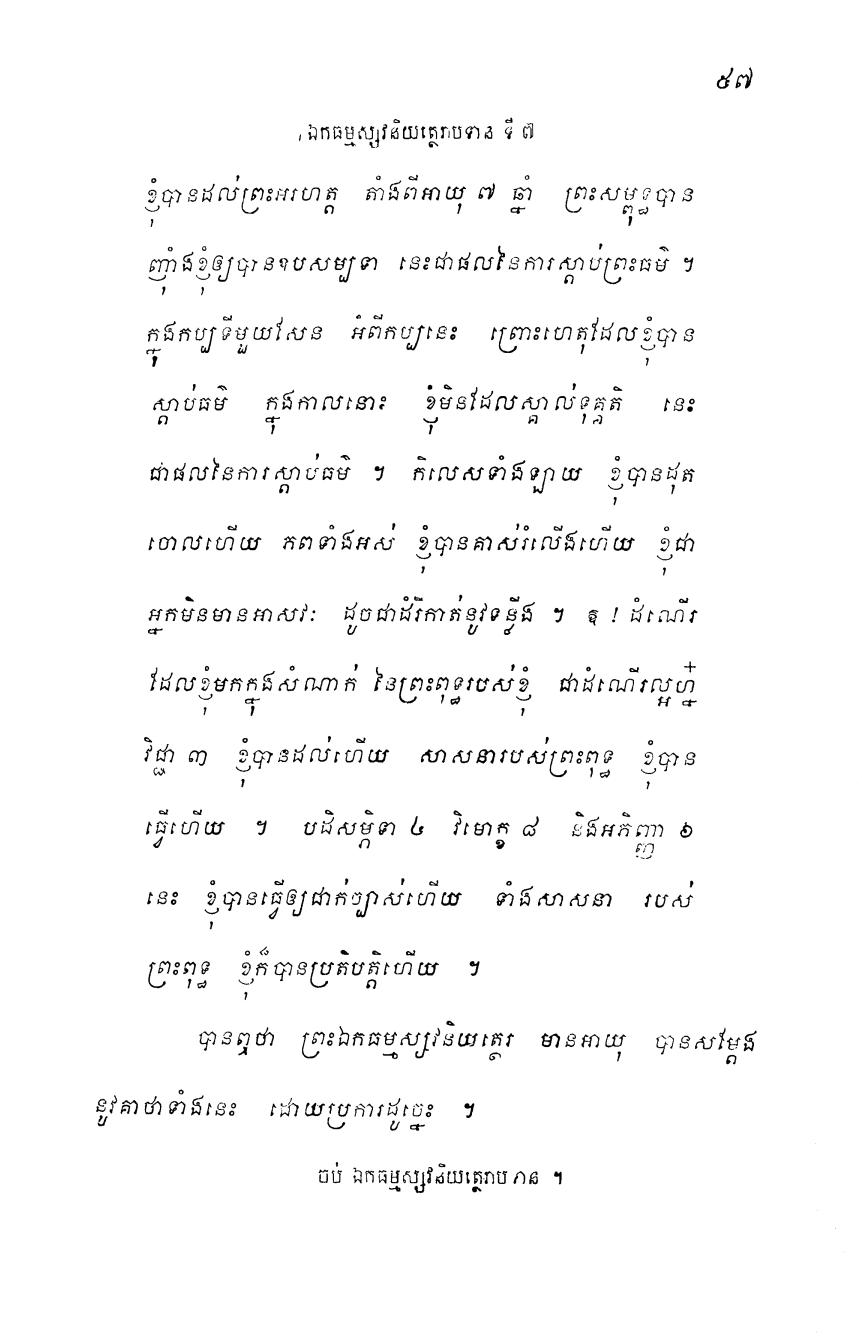 ៥៧
ឯកធម្មស្សវនិយត្ថេរាបទាន ទី ៧
ខ្ញុំបានដល់ព្រះអរហត្ត តាំងពីអាយុ ៧ ឆ្នាំ ព្រះសម្ពុទ្ធបាន
ញ៉ាំងខ្ញុំឲ្យបានឧបសម្បទា នេះជាផលនៃការស្តាប់ព្រះធម៌ ។
ក្នុងកប្បទីមួយសែន អំពីកប្បនេះ ព្រោះហេតុដែលខ្ញុំបាន
ស្តាប់ធម៌ ក្នុងកាលនោះ ខ្ញុំមិនដែលស្គាល់ទុគ្គតិ នេះ
ជាផលនៃការស្តាប់ធម៌ ។ កិលេសទាំងឡាយ ខ្ញុំបានដុត
ចោលហើយ ភពទាំងអស់ ខ្ញុំបានគាស់រំលើងហើយ ខ្ញុំជា
អ្នកមិនមានអាសវៈ ដូចជាដំរីកាត់នូវទន្លីង ។ ឱ ! ដំណើរ
ដែលខ្ញុំមកក្នុងសំណាក់ នៃព្រះពុទ្ធរបស់ខ្ញុំ ជាដំណើរល្អហ្ន៎
វិជ្ជា ៣ ខ្ញុំបានដល់ហើយ សាសនារបស់ព្រះពុទ្ធ ខ្ញុំបាន
ធ្វើហើយ ។ បដិសម្ភិទា ៤ វិមោក្ខ ៨ និងអភិញ្ញា ៦
នេះ ខ្ញុំបានធ្វើឲ្យជាក់ច្បាស់ហើយ ទាំងសាសនា របស់
ព្រះពុទ្ធ ខ្ញុំក៏បានប្រតិបត្តិហើយ ។
បានឮថា ព្រះឯកធម្មស្សវនិយត្ថេរ មានអាយុ បានសម្តែង
នូវគាថាទាំងនេះ ដោយប្រការដូច្នេះ ។
ចប់ ឯកធម្មស្សវនិយត្ថេរាបទាន ។